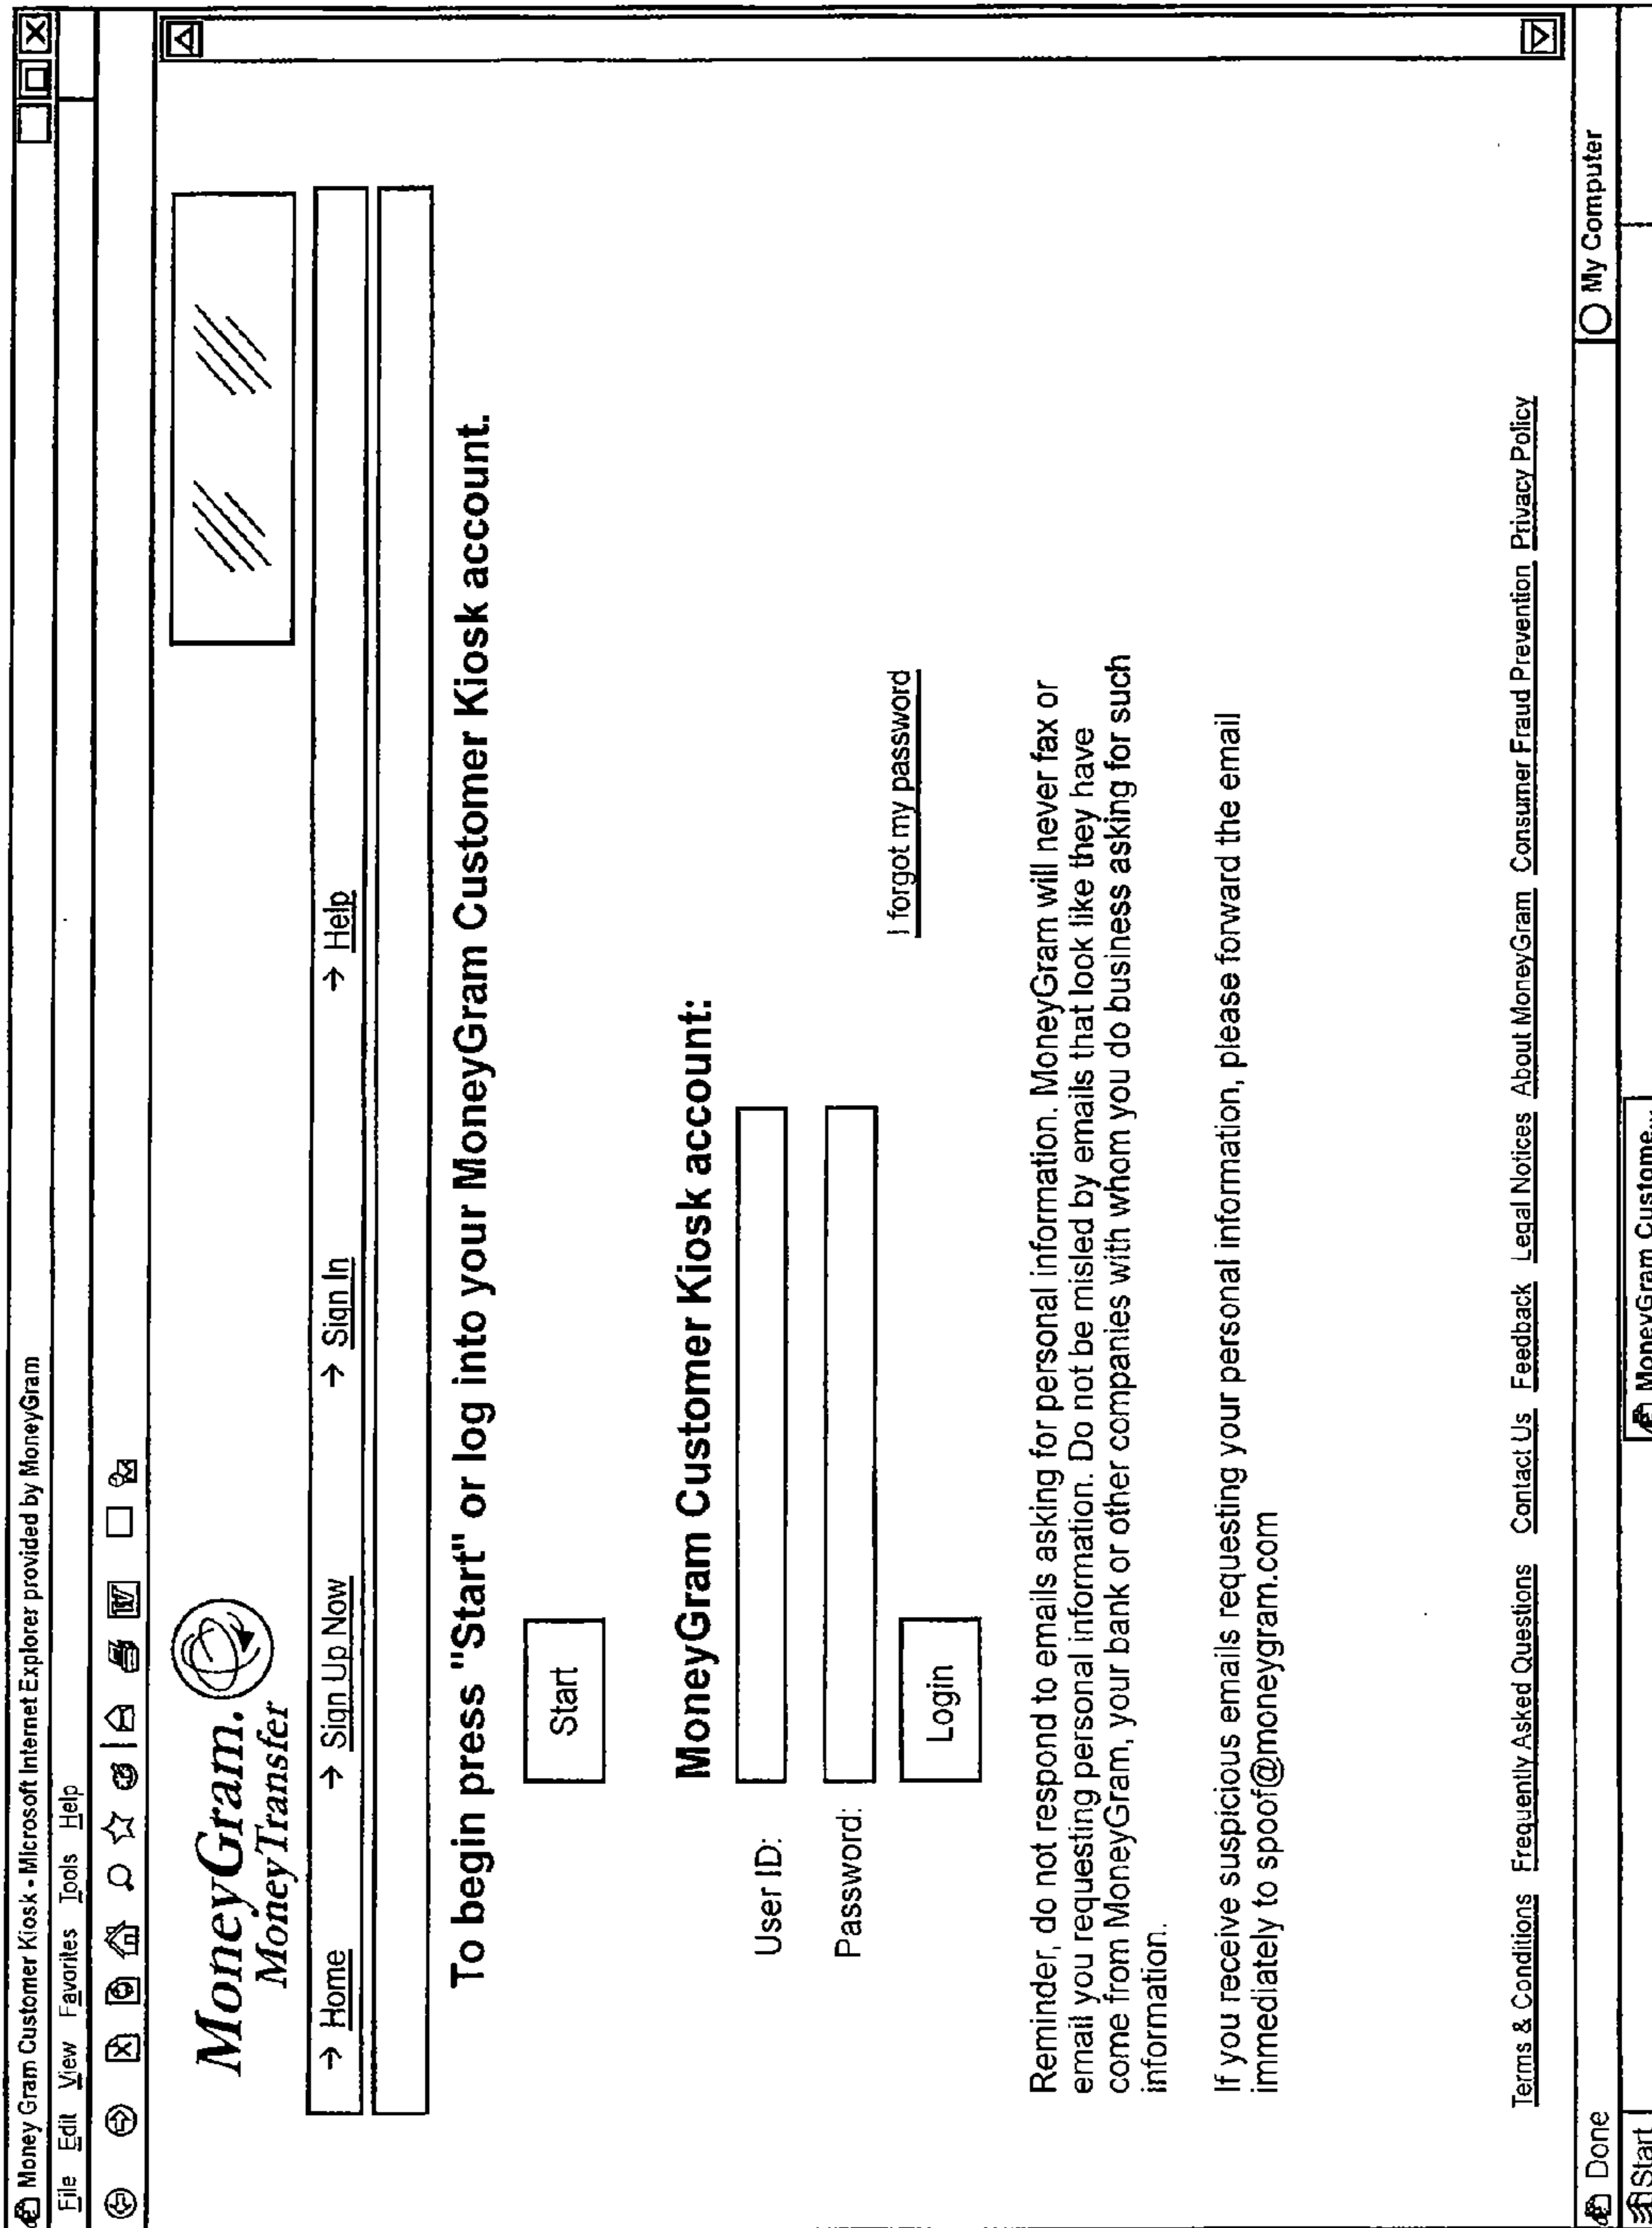 Money Gram Customer Kiosk - Microsoft Internet Explorer provided by MoneyGram
File Edit View Favorites Tools Help
MoneyGram.
MoneyTransfer
→ Home → Sign Up Now → Sign In → Help
To begin press "Start" or log into your MoneyGram Customer Kiosk account.
Start
MoneyGram Customer Kiosk account:
User ID:
Password:
Login I forgot my password
Reminder, do not respond to emails asking for personal information. MoneyGram will never fax or
email you requesting personal information. Do not be misled by emails that look like they have
come from MoneyGram, your bank or other companies with whom you do business asking for such
information.
If you receive suspicious emails requesting your personal information, please forward the email
immediately to spoof@moneygram.com
Terms & Conditions Frequently Asked Questions Contact Us Feedback Legal Notices About MoneyGram Consumer Fraud Prevention Privacy Policy
Done My Computer
Start MoneyGram Custome...